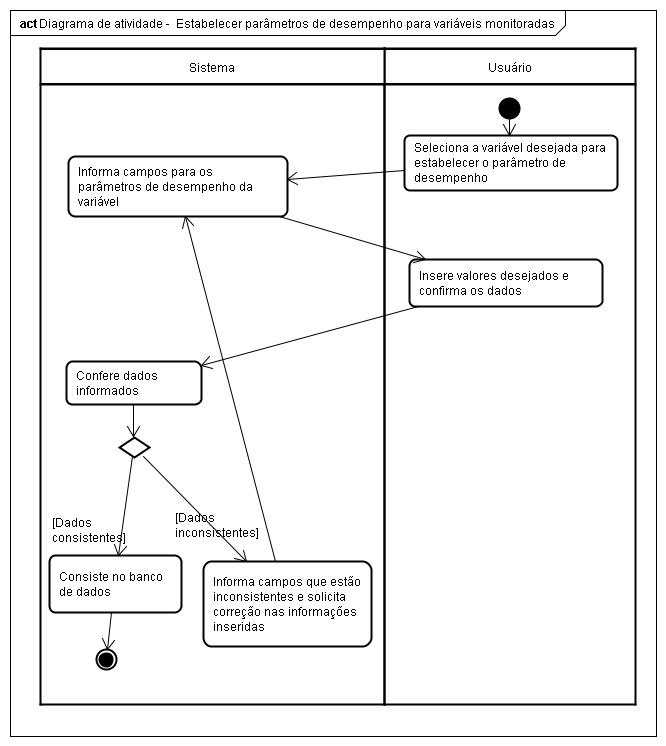 act Diagrama de atividade - Estabelecer parâmetros de desempenho para variáveis monitoradas
Sistema
Usuário
Seleciona a variável desejada para
estabelecer o parâmetro de
desempenho
Informa campos para os
parâmetros de desempenho da
variável
Insere valores desejados e
confirma os dados
Confere dados
informados
[Dados
consistentes]
[Dados
inconsistentes]
Consiste no banco
de dados
Informa campos que estão
inconsistentes e solicita
correção nas informações
inseridas